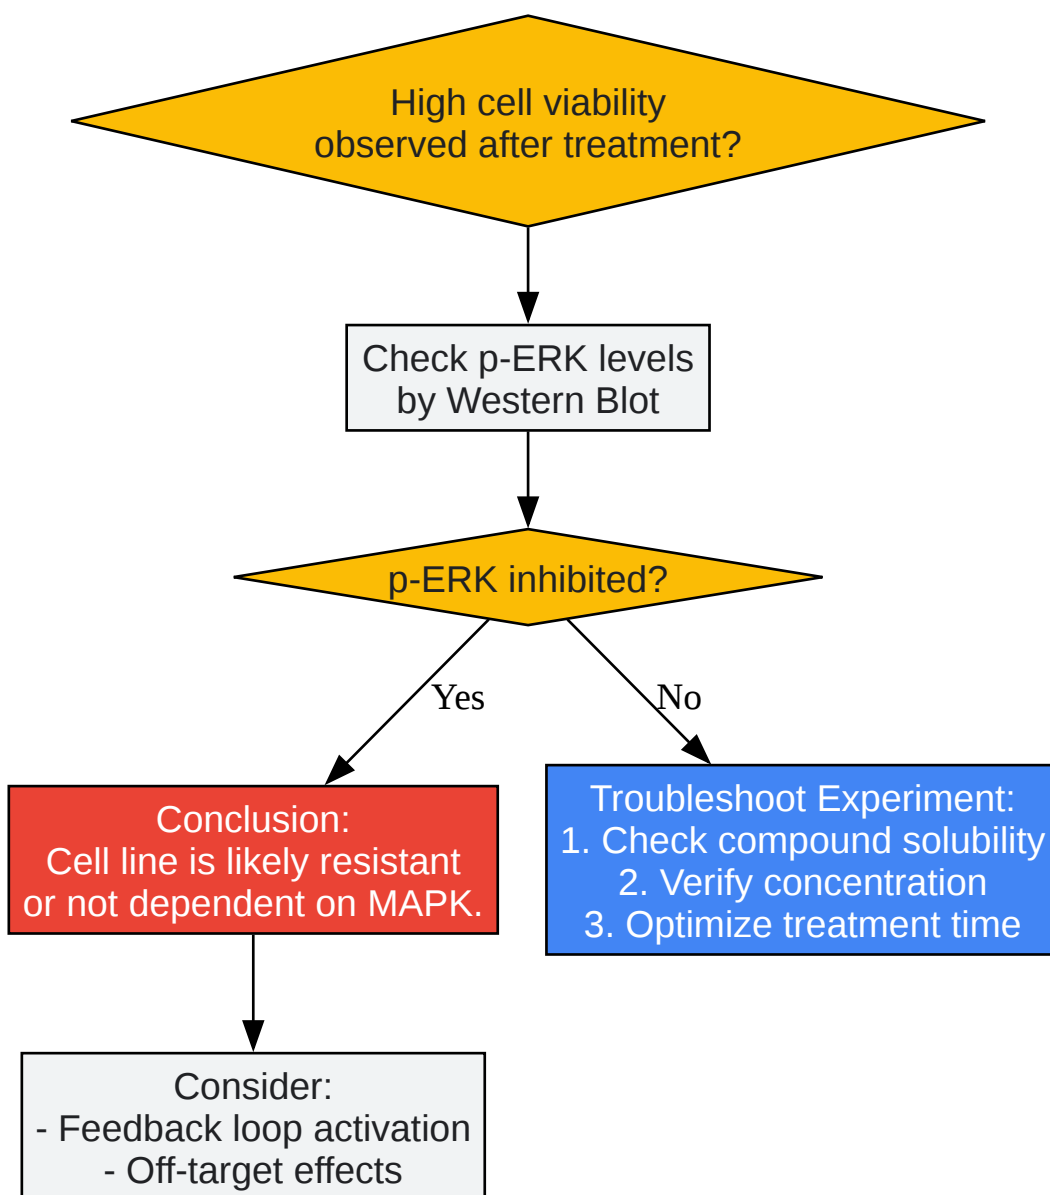 High cell viability
observed after treatment?
Check p-ERK levels
by Western Blot
p-ERK inhibited?
Yes
No
Conclusion:
Cell line is likely resistant
or not dependent on MAPK.
Troubleshoot Experiment:
1. Check compound solubility
2. Verify concentration
3. Optimize treatment time
Consider:
- Feedback loop activation
- Off-target effects